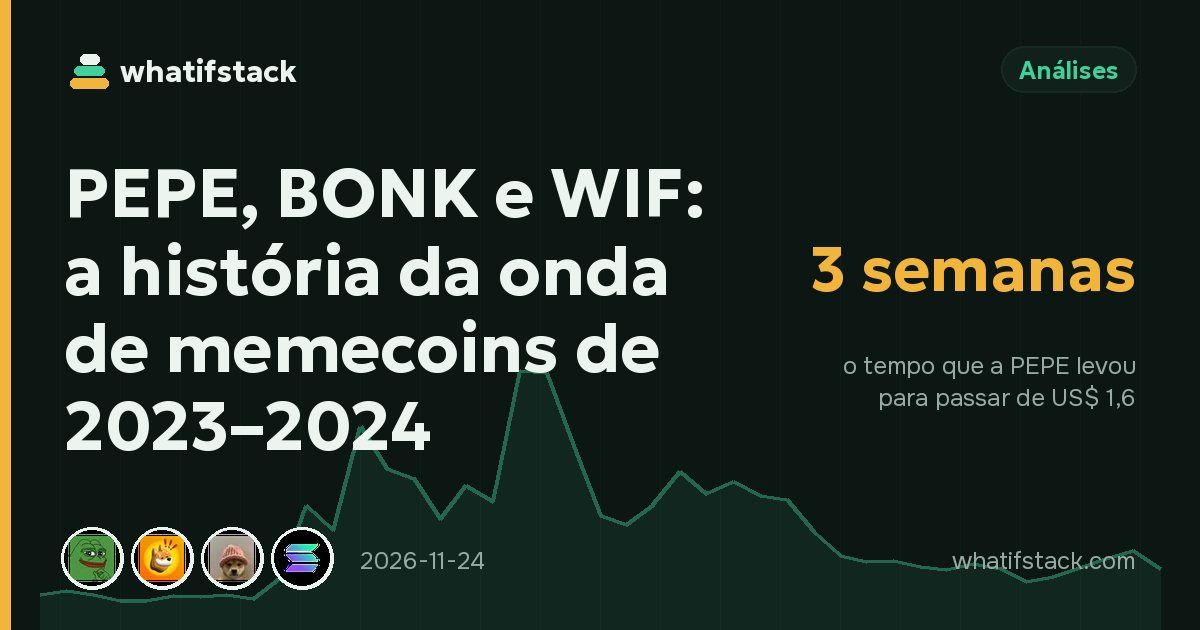 whatifstack
Análises
PEPE, BONK e WIF:
a história da onda
de memecoins de
2023–2024
3 semanas
o tempo que a PEPE levou
para passar de US$ 1,6
2026-11-24
whatifstack.com